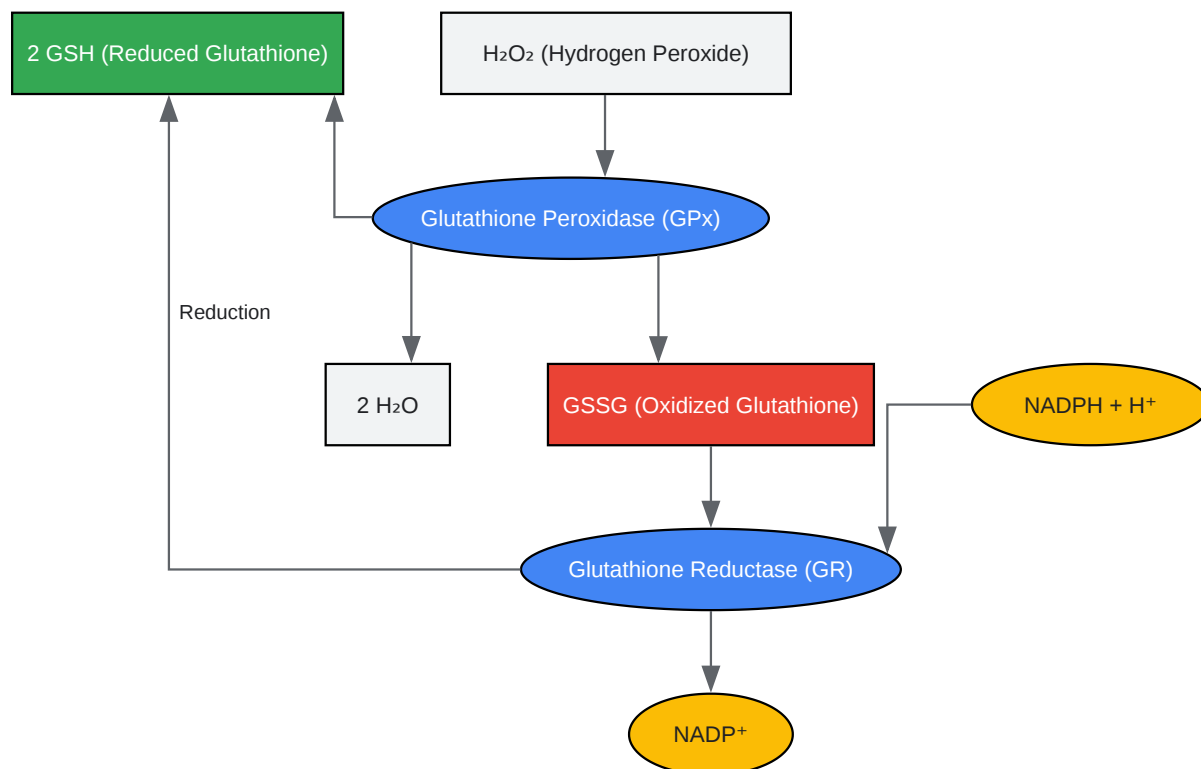 2 GSH (Reduced Glutathione)
H₂O₂ (Hydrogen Peroxide)
Glutathione Peroxidase (GPx)
Reduction
2 H₂O
GSSG (Oxidized Glutathione)
NADPH + H⁺
Glutathione Reductase (GR)
NADP⁺